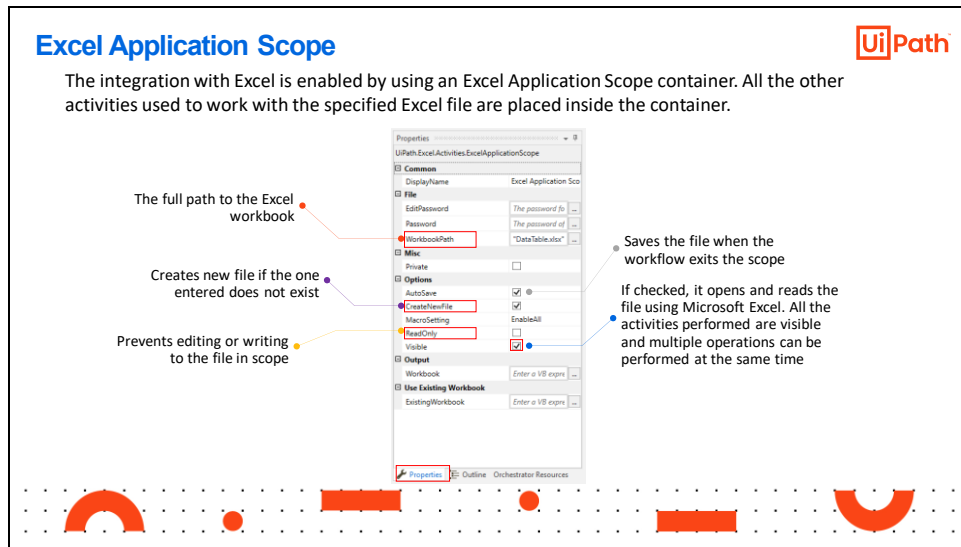 Excel Application Scope
UiPath
The integration with Excel is enabled by using an Excel Application Scope container. All the other
activities used to work with the specified Excel file are placed inside the container.
The full path to the Excel
workbook
Creates new file if the one
entered does not exist
Prevents editing or writing
to the file in scope
Properties
UiPath.Excel.Activities.ExcelApplicationScope
Common
DisplayName Excel Application Sco
File
EditPassword The password fo ...
Password The password of ...
WorkbookPath "DataTable.xlsx" ...
Misc
Private
Options
AutoSave
CreateNewFile
MacroSetting EnableAll
ReadOnly
Visible
Output
Workbook Enter a VB expre ...
Use Existing Workbook
ExistingWorkbook Enter a VB expre ...
Properties Outline Orchestrator Resources
Saves the file when the
workflow exits the scope
If checked, it opens and reads the
file using Microsoft Excel. All the
activities performed are visible
and multiple operations can be
performed at the same time